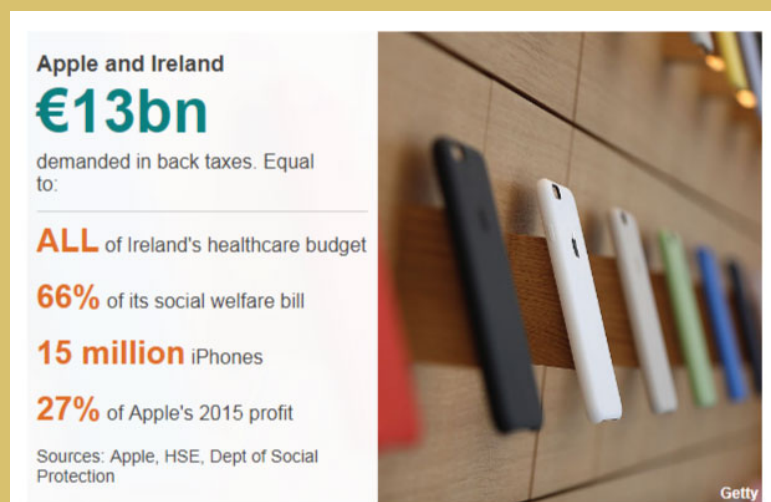 Apple and Ireland
€13bn
demanded in back taxes. Equal
to:
ALL of Ireland's healthcare budget
66% of its social welfare bill
15 million iPhones
27% of Apple's 2015 profit
Sources: Apple, HSE, Dept of Social
Protection
Getty